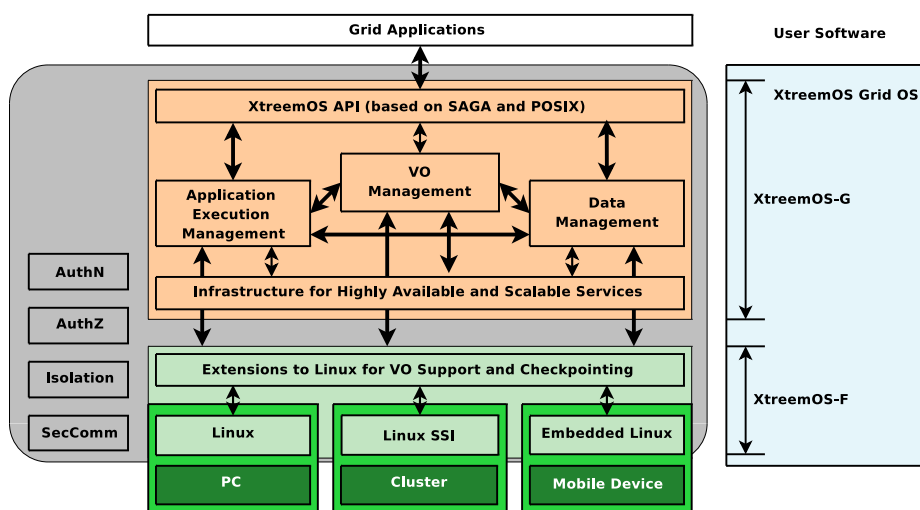 Grid Applications
User Software
XtreemOS API (based on SAGA and POSIX)
XtreemOS Grid OS
VO
Management
Application
Execution
Management
Data
Management
XtreemOS-G
AuthN
Infrastructure for Highly Available and Scalable Services
AuthZ
Extensions to Linux for VO Support and Checkpointing
Isolation
XtreemOS-F
SecComm
Linux
Linux SSI
Embedded Linux
PC
Cluster
Mobile Device